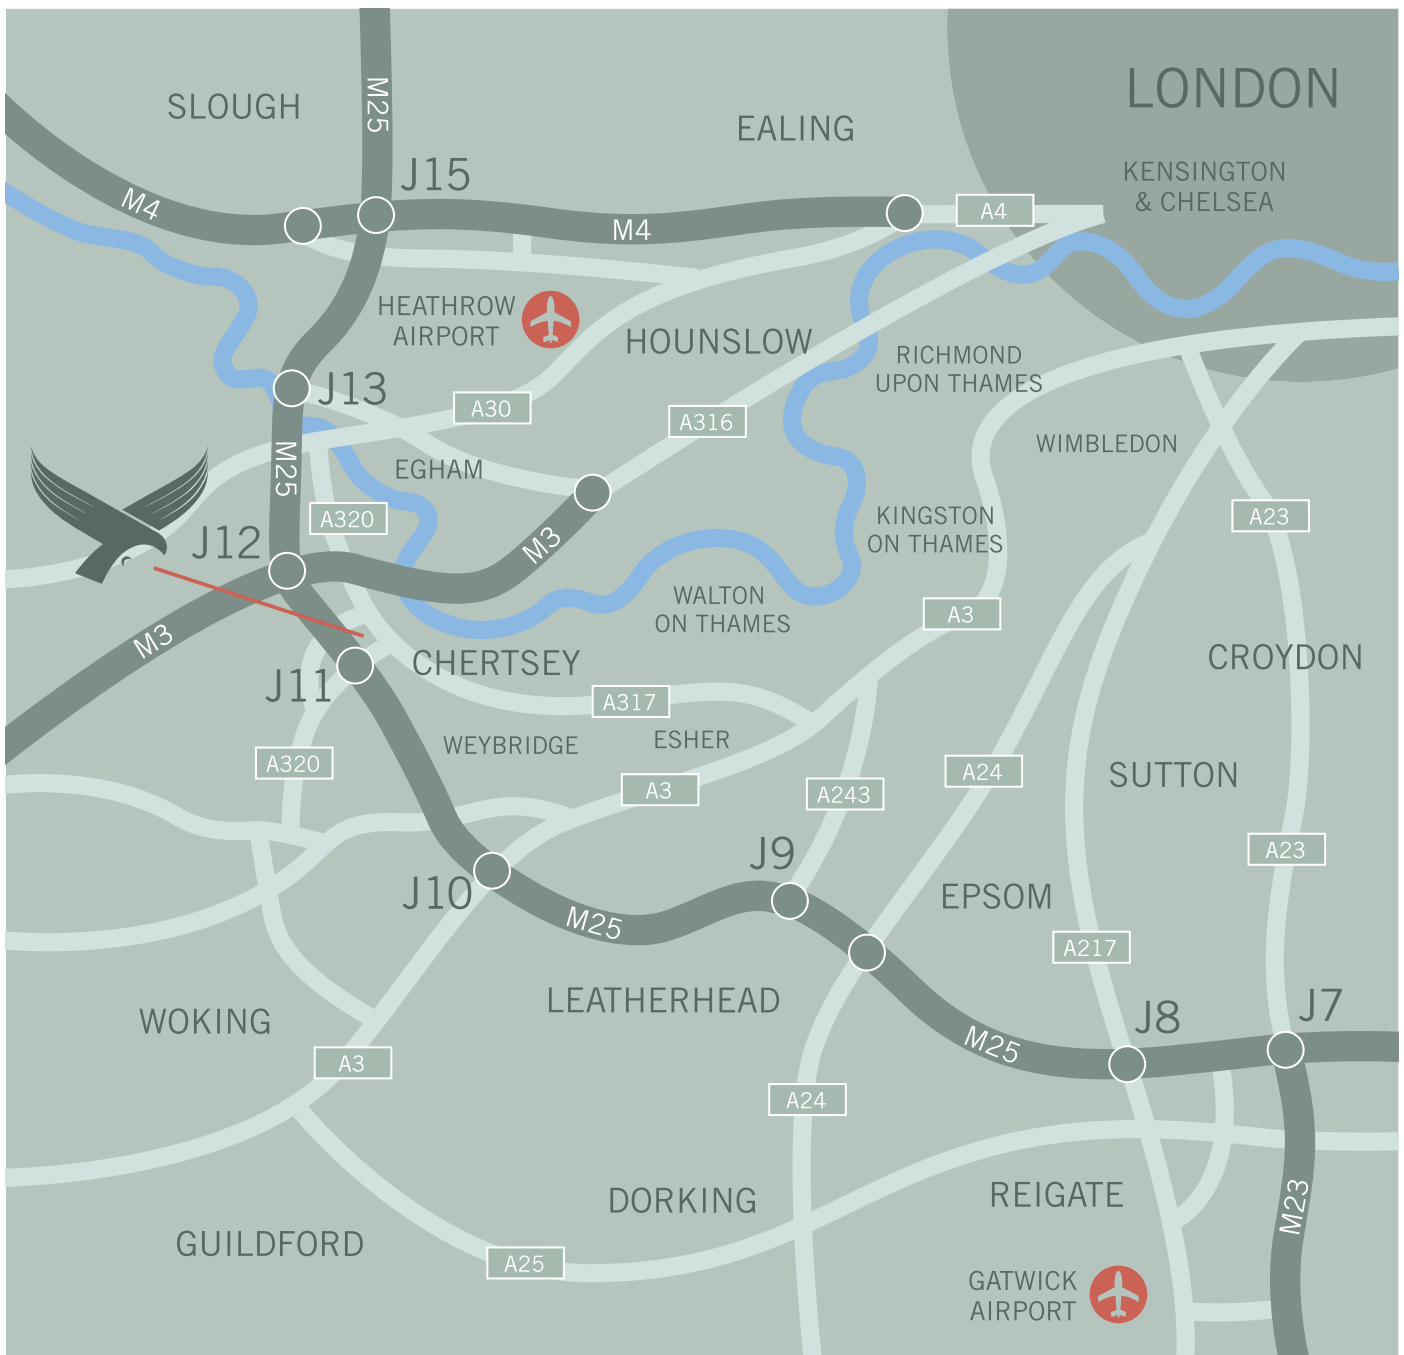 LONDON
M25
SLOUGH
EALING
J15
KENSINGTON
& CHELSEA
M4
A4
M4
HEATHROW
AIRPORT
HOUNSLOW
RICHMOND
UPON THAMES
J13
A30
A316
WIMBLEDON
M25
EGHAM
A320
KINGSTON
ON THAMES
A23
J12
M3
WALTON
ON THAMES
A3
M3
CHERTSEY
CROYDON
J11
A317
WEYBRIDGE
ESHER
A320
A3
A243
A24
SUTTON
J9
A23
J10
M25
EPSOM
A217
LEATHERHEAD
WOKING
M25
J8
J7
A3
A24
DORKING
REIGATE
M23
GUILDFORD
A25
GATWICK
AIRPORT